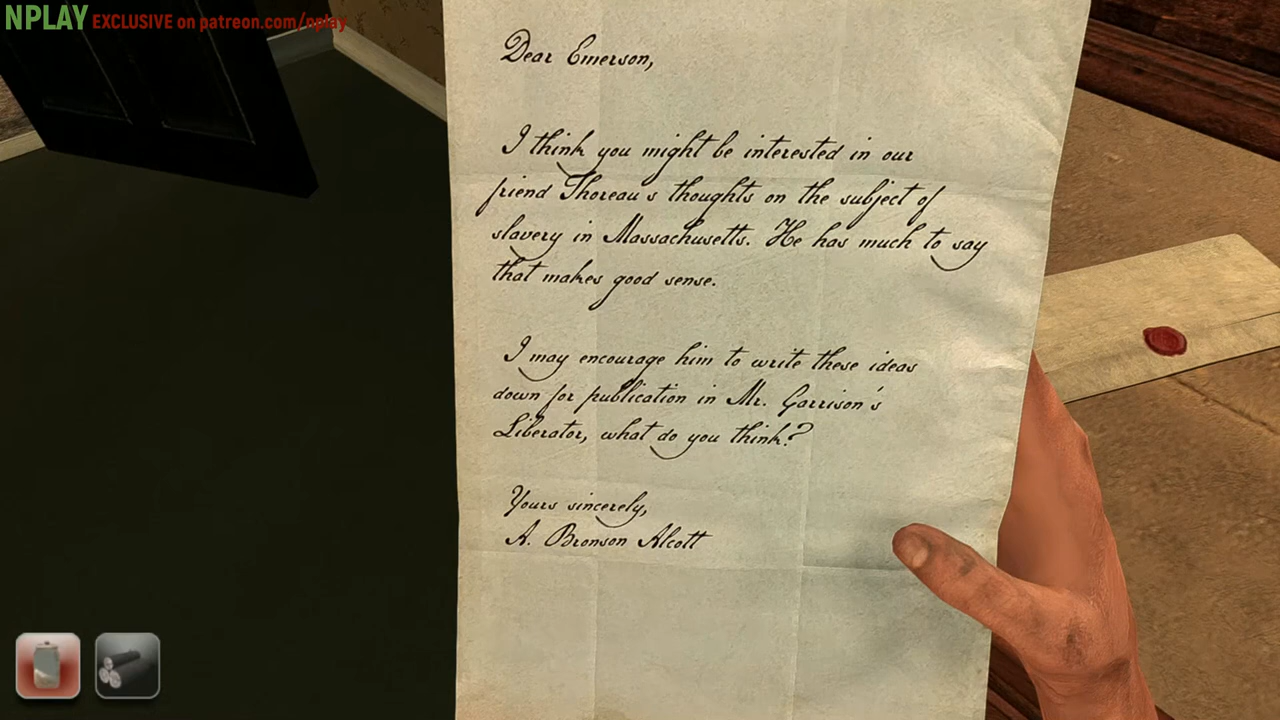 NPLAY EXCLUSIVE on patreon.com/nplay
Dear Emerson,
I think you might be interested in our
friend Thoreau's thoughts on the subject of
slavery in Massachusetts. He has much to say
that makes good sense.
I may encourage him to write these ideas
down for publication in Mr. Garrison's
Liberator, what do you think?
Yours sincerely,
A. Bronson Alcott